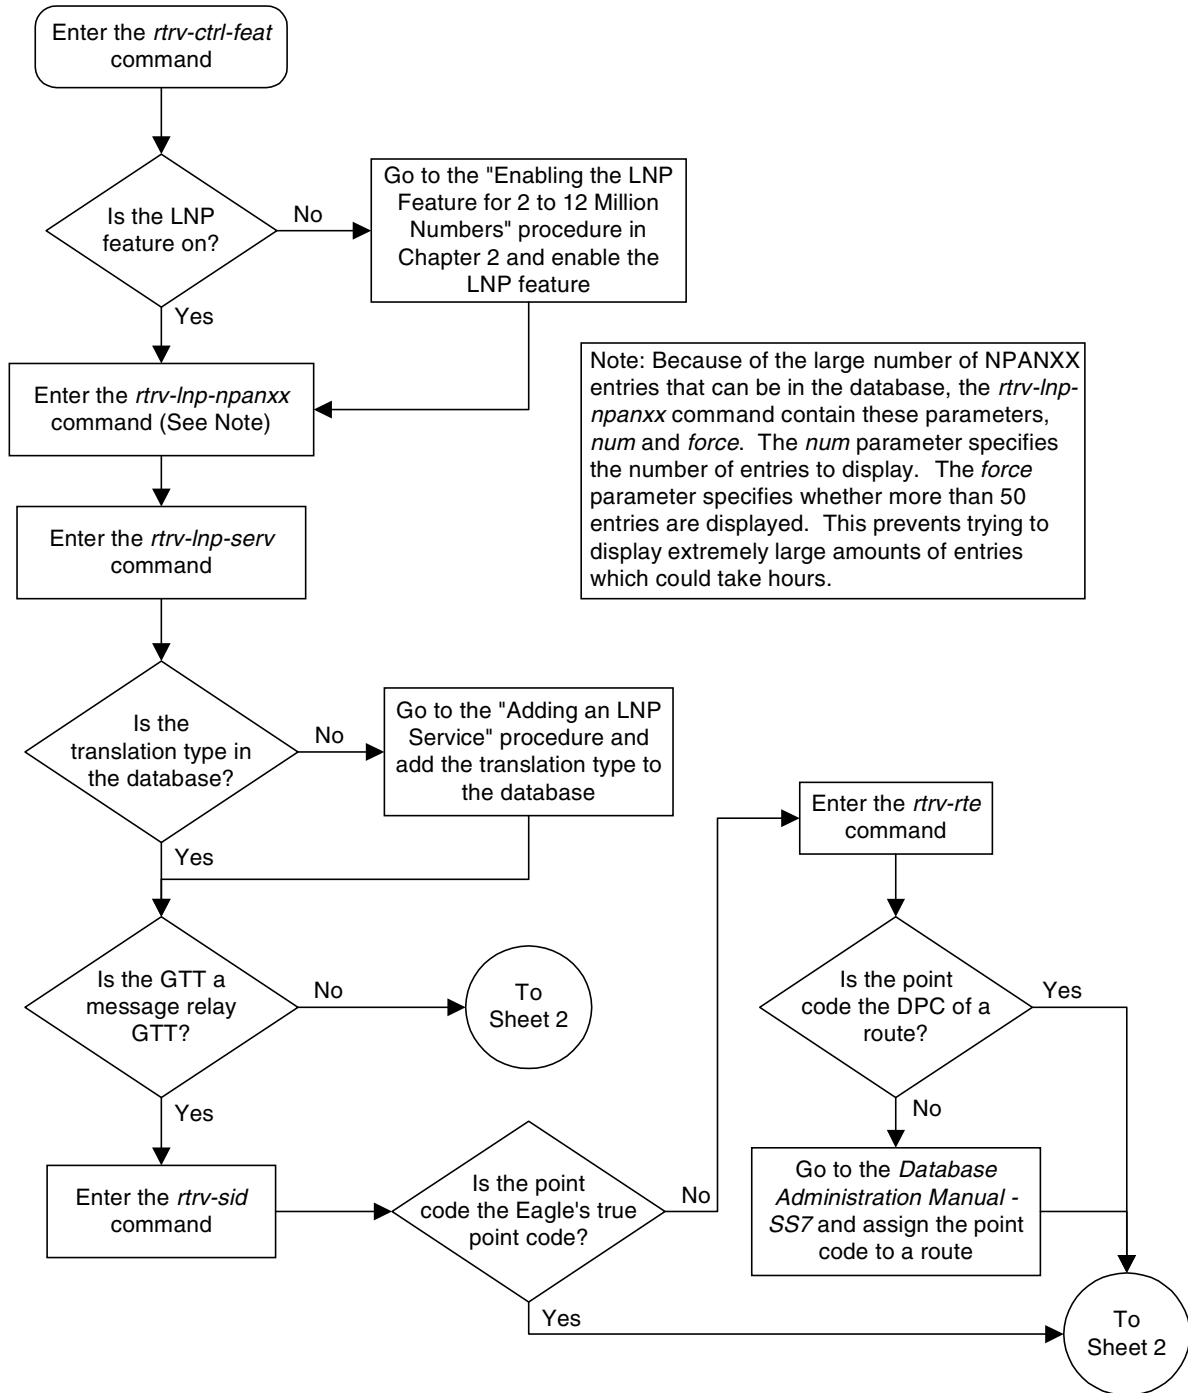 Enter the rtrv-ctrl-feat
command
Is the LNP
feature on?
No
Go to the "Enabling the LNP
Feature for 2 to 12 Million
Numbers" procedure in
Chapter 2 and enable the
LNP feature
Yes
Enter the rtrv-lnp-npanxx
command (See Note)
Note: Because of the large number of NPANXX
entries that can be in the database, the rtrv-lnp-
npanxx command contain these parameters,
num and force.  The num parameter specifies
the number of entries to display.  The force
parameter specifies whether more than 50
entries are displayed.  This prevents trying to
display extremely large amounts of entries
which could take hours.
Enter the rtrv-lnp-serv
command
Is the
translation type in
the database?
No
Go to the "Adding an LNP
Service" procedure and
add the translation type to
the database
Yes
Is the GTT a
message relay
GTT?
No
To
Sheet 2
Yes
Enter the rtrv-sid
command
Is the point
code the Eagle's true
point code?
No
Yes
Enter the rtrv-rte
command
Is the point
code the DPC of a
route?
Yes
No
Go to the Database
Administration Manual -
SS7 and assign the point
code to a route
To
Sheet 2